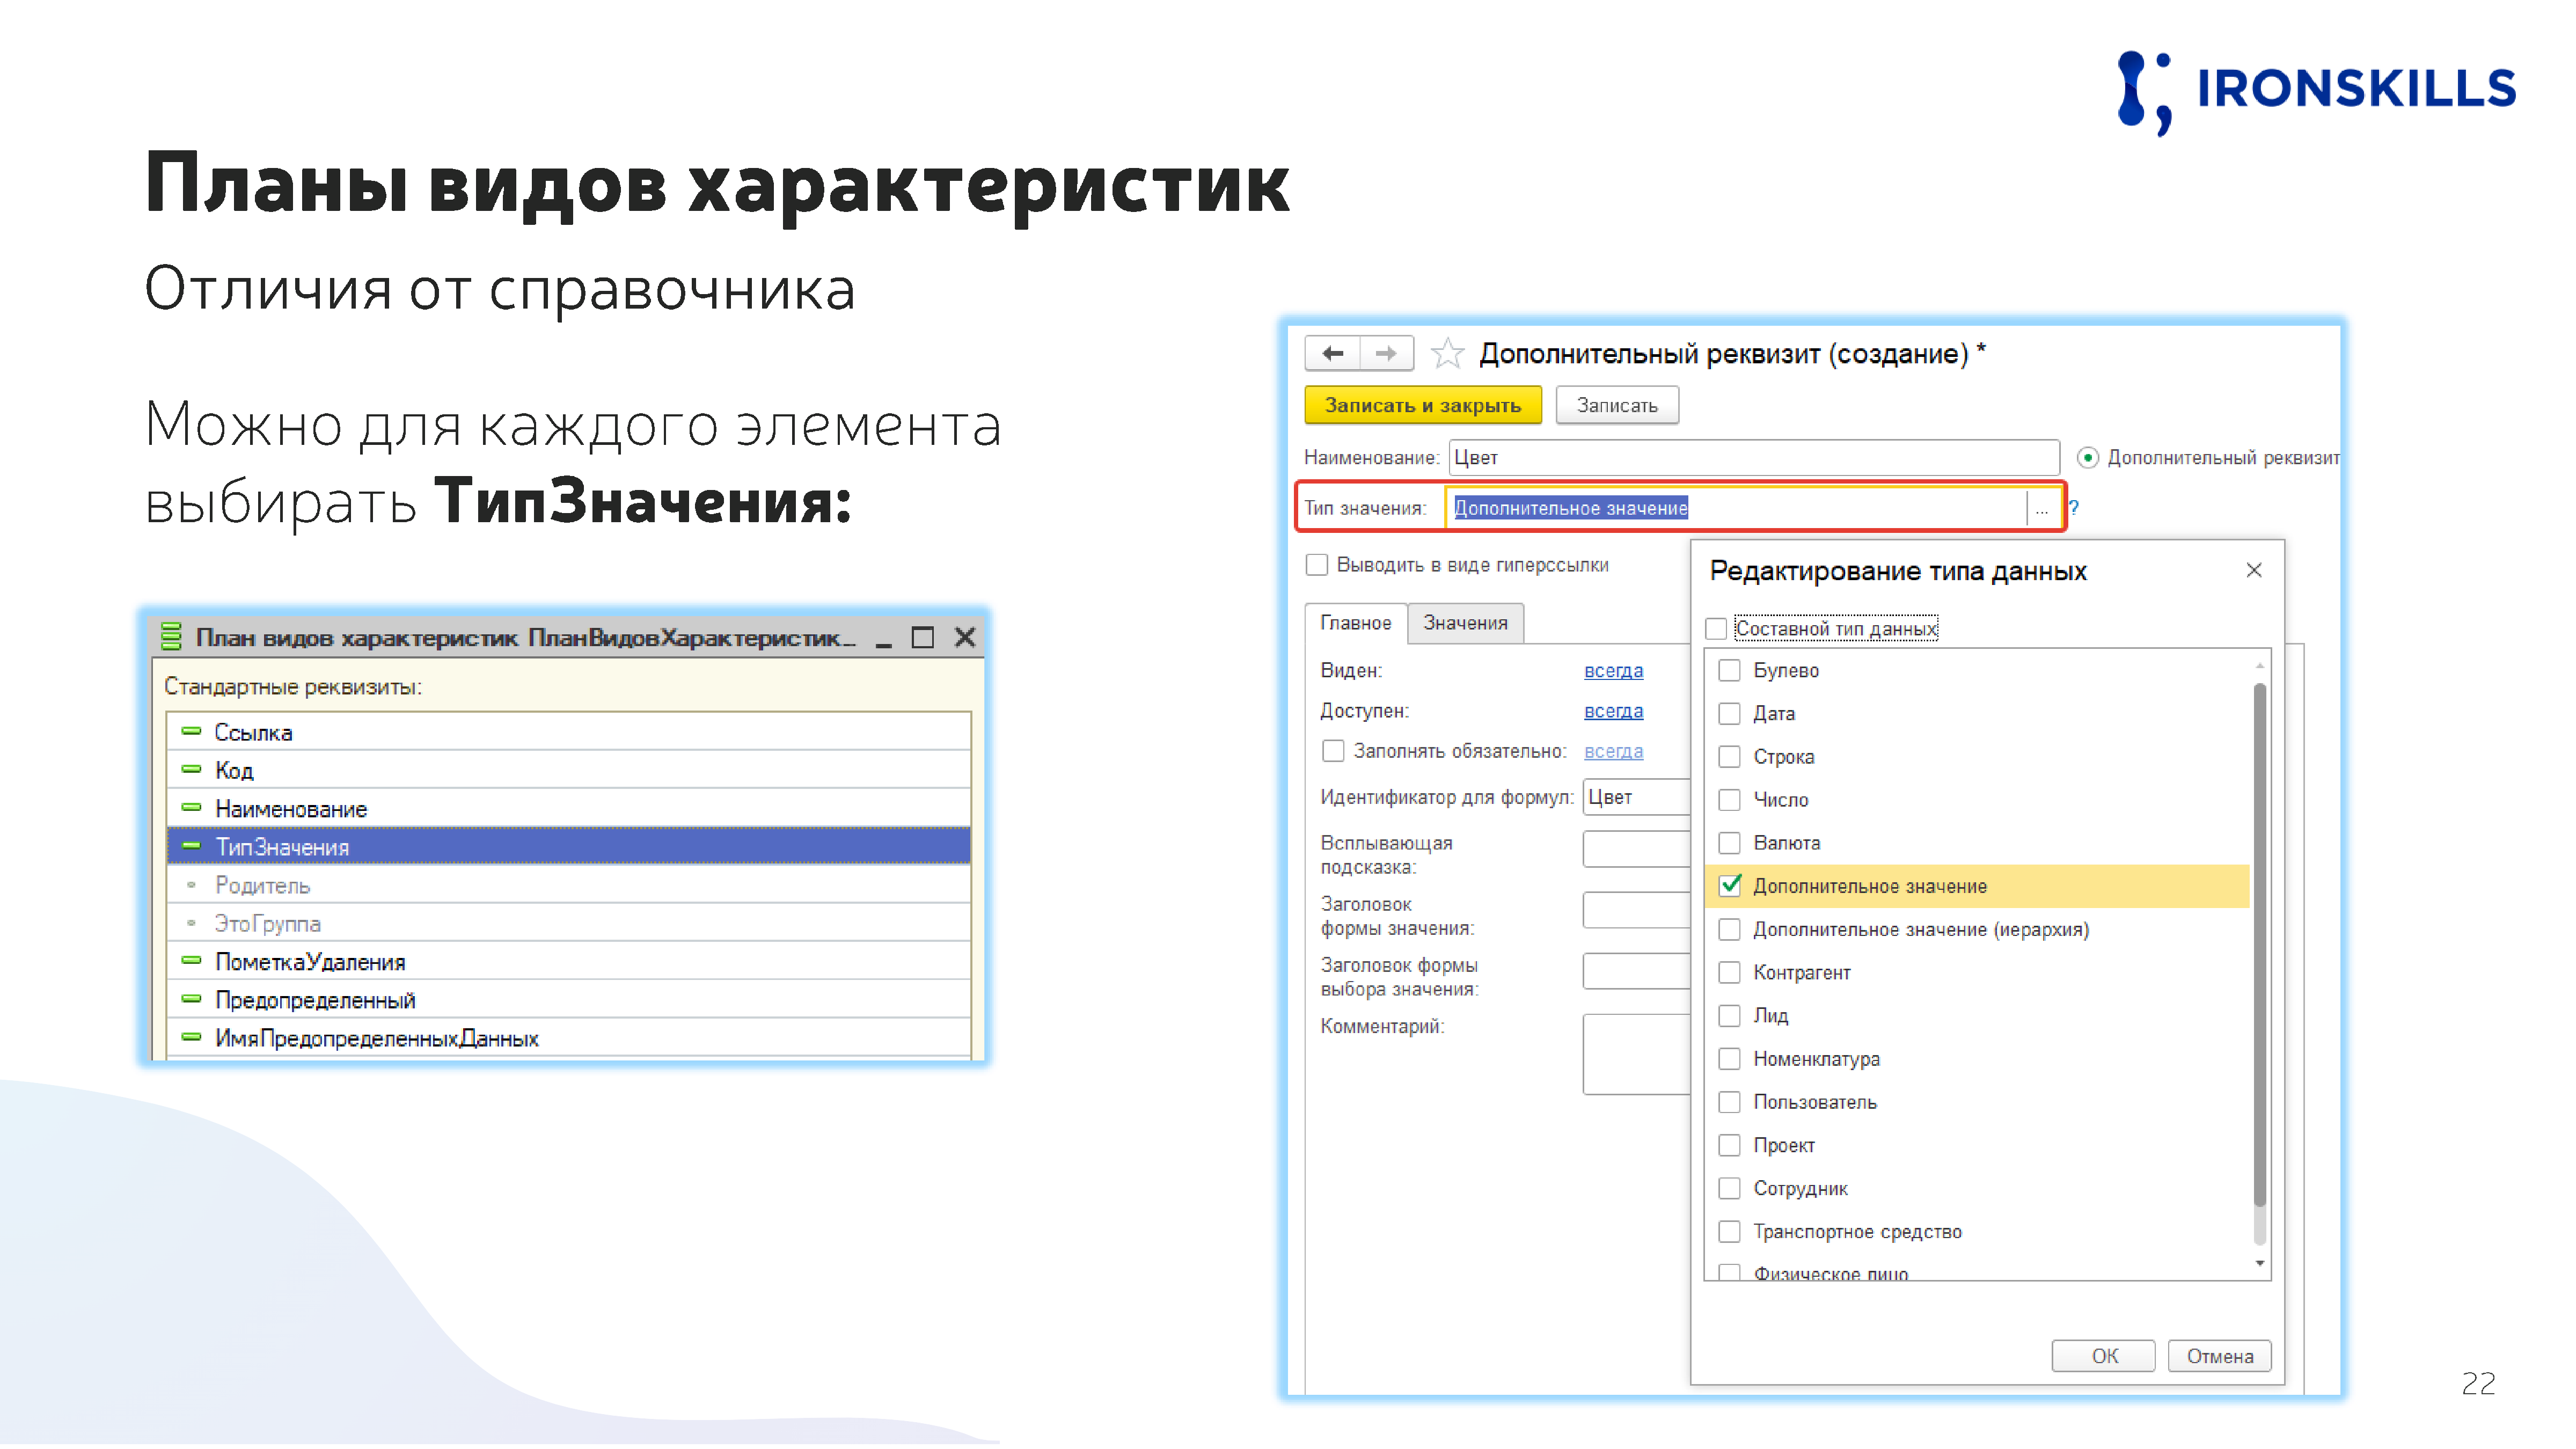 IRONSKILLS
Планы видов характеристик
Отличия от справочника
Можно для каждого элемента
выбирать ТипЗначения:
План видов характеристик ПланВидовХарактеристик...
Стандартные реквизиты:
Ссылка
Код
Наименование
ТипЗначения
Родитель
ЭтоГруппа
ПометкаУдаления
Предопределенный
ИмяПредопределенныхДанных
Дополнительный реквизит (создание) *
Записать и закрыть Записать
Наименование: Цвет Дополнительный реквизит
Тип значения: Дополнительное значение ... ?
Выводить в виде гиперссылки
Главное Значения
Виден: всегда
Доступен: всегда
Заполнять обязательно: всегда
Идентификатор для формул: Цвет
Всплывающая
подсказка:
Заголовок
формы значения:
Заголовок формы
выбора значения:
Комментарий:
Редактирование типа данных
Составной тип данных
Булево
Дата
Строка
Число
Валюта
Дополнительное значение
Дополнительное значение (иерархия)
Контрагент
Лид
Номенклатура
Пользователь
Проект
Сотрудник
Транспортное средство
Физическое лицо
ОК Отмена
22